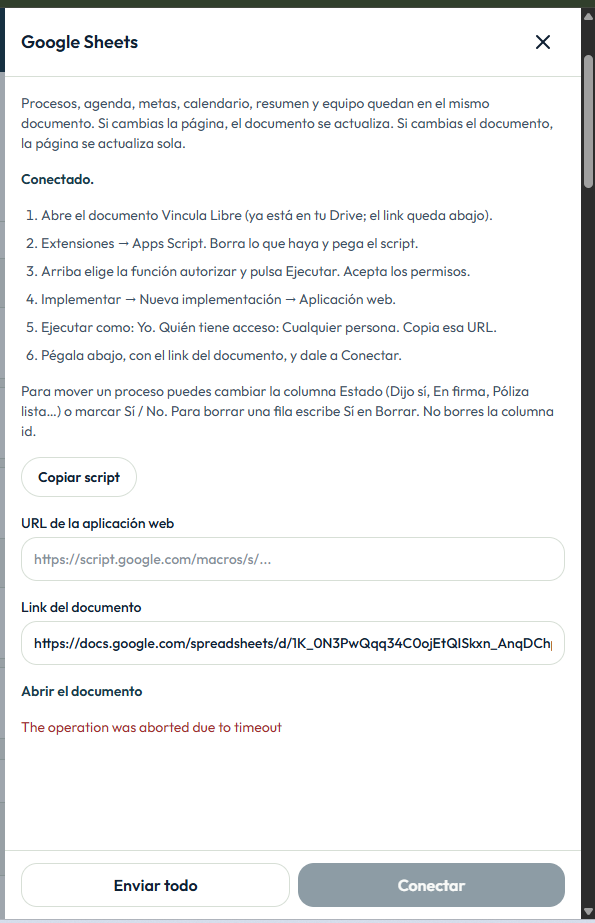 Google Sheets
Procesos, agenda, metas, calendario, resumen y equipo quedan en el mismo
documento. Si cambias la página, el documento se actualiza. Si cambias el documento,
la página se actualiza sola.
Conectado.
1. Abre el documento Vincula Libre (ya está en tu Drive; el link queda abajo).
2. Extensiones → Apps Script. Borra lo que haya y pega el script.
3. Arriba elige la función autorizar y pulsa Ejecutar. Acepta los permisos.
4. Implementar → Nueva implementación → Aplicación web.
5. Ejecutar como: Yo. Quién tiene acceso: Cualquier persona. Copia esa URL.
6. Pégala abajo, con el link del documento, y dale a Conectar.
Para mover un proceso puedes cambiar la columna Estado (Dijo sí, En firma, Póliza
lista...) o marcar Sí / No. Para borrar una fila escribe Sí en Borrar. No borres la columna
id.
Copiar script
URL de la aplicación web
https://script.google.com/macros/s/...
Link del documento
https://docs.google.com/spreadsheets/d/1K_0N3PwQqq34C0ojEtQISkxn_AnqDCh
Abrir el documento
The operation was aborted due to timeout
Enviar todo
Conectar